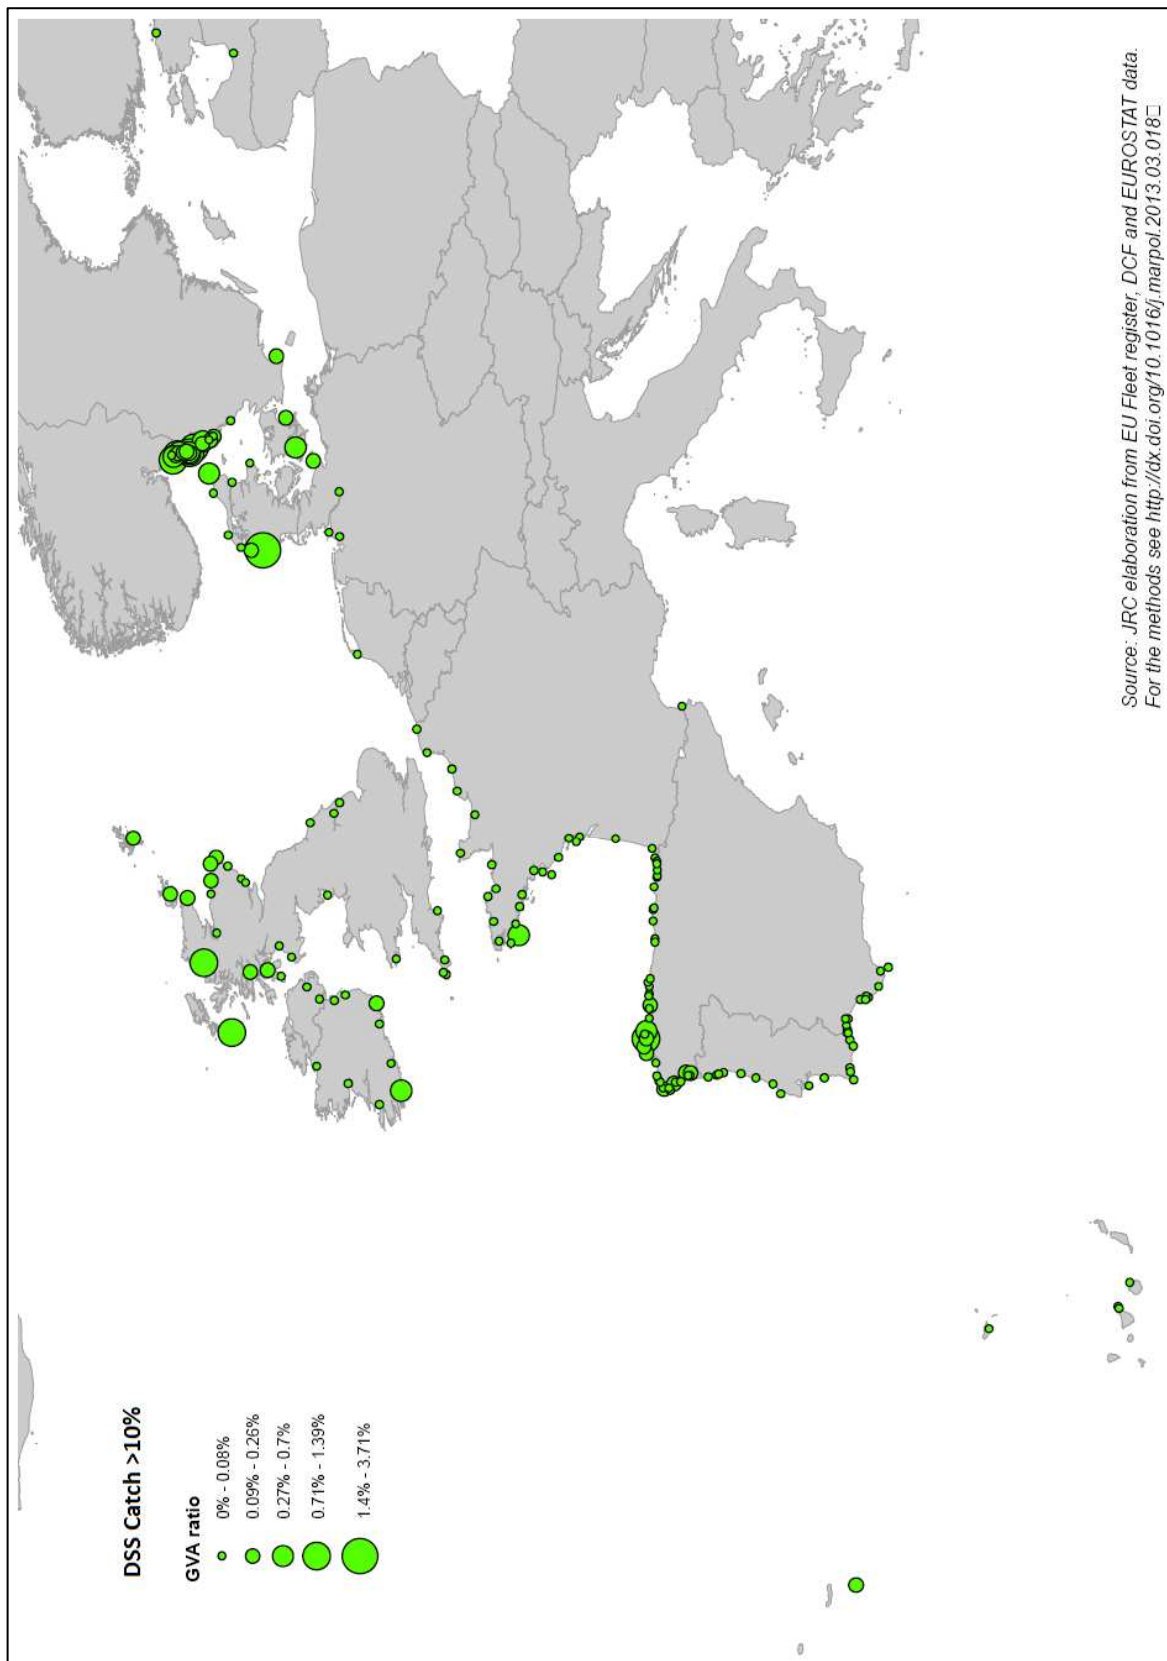 DSS Catch >10%
GVA ratio
0% - 0.08%
0.09% - 0.26%
0.27% - 0.7%
0.71% - 1.39%
1.4% - 3.71%
Source: JRC elaboration from EU Fleet register, DCF and EUROSTAT data.
For the methods see http://dx.doi.org/10.1016/j.marpol.2013.03.018□